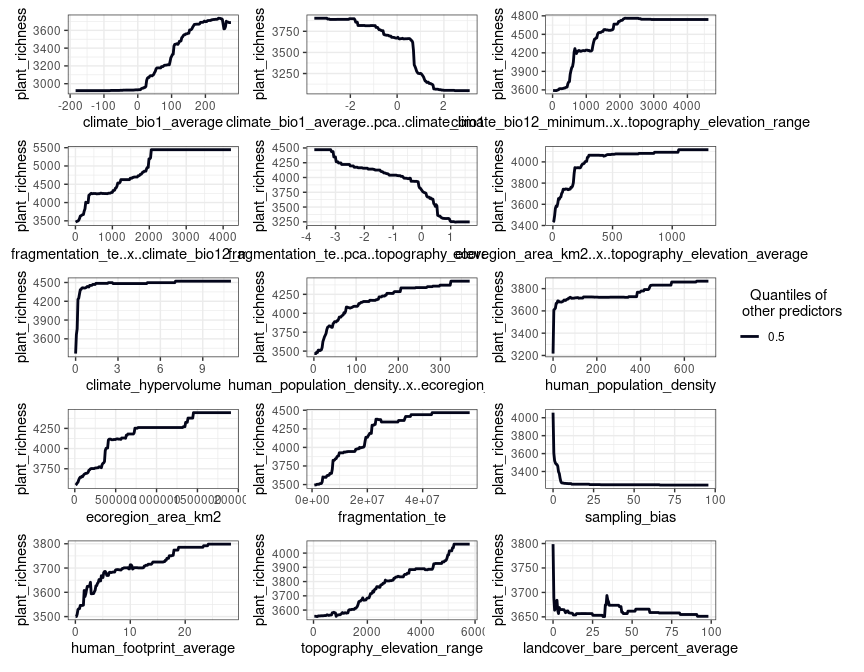 plant_richness
3600
3400
3200
3000
-200 -100 0 100 200
climate_bio1_average
plant_richness
3750
3500
3250
-2 0 2
climate_bio1_average..pca..climate_
plant_richness
4800
4500
4200
3900
3600
0 1000 2000 3000 4000
bio12_minimum..x..topography_elevation_range
plant_richness
5500
5000
4500
4000
3500
0 1000 2000 3000 4000
fragmentation_te..x..climate_bio12
plant_richness
4500
4250
4000
3750
3500
3250
-4 -3 -2 -1 0 1
fragmentation_te..pca..topography_
plant_richness
4000
3700
3400
0 500 1000
region_area_km2..x..topography_elevation_average
plant_richness
4500
4200
3900
3600
0 3 6 9
climate_hypervolume
plant_richness
4250
4000
3750
3500
0 100 200 300
human_population_density..x..ecoregion_
plant_richness
3800
3600
3400
3200
0 200 400 600
human_population_density
Quantiles of
other predictors
0.5
plant_richness
4250
4000
3750
0 500000 1000000 1500000 200000
ecoregion_area_km2
plant_richness
4500
4250
4000
3750
3500
0e+00 2e+07 4e+07
fragmentation_te
plant_richness
4000
3800
3600
3400
0 25 50 75 100
sampling_bias
plant_richness
3800
3700
3600
3500
0 10 20
human_footprint_average
plant_richness
4000
3900
3800
3700
3600
0 2000 4000 6000
topography_elevation_range
plant_richness
3800
3750
3700
3650
0 25 50 75 100
landcover_bare_percent_average